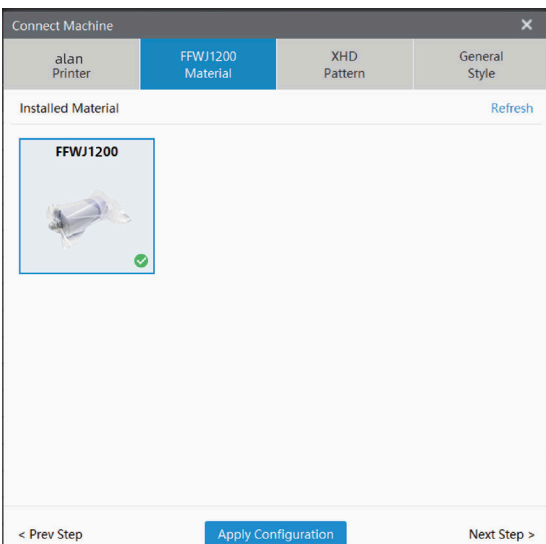 Connect Machine
alan
Printer
FFWJ1200
Material
XHD
Pattern
General
Style
Installed Material
Refresh
FFWJ1200
< Prev Step
Apply Configuration
Next Step >